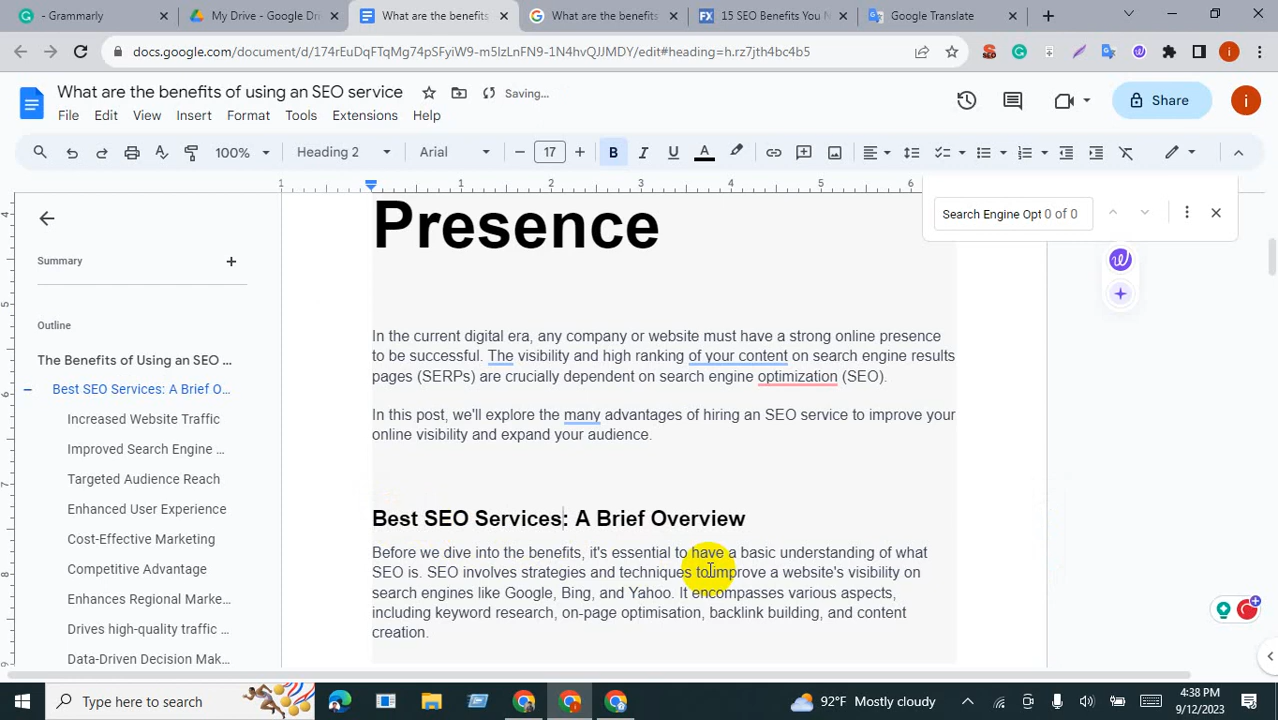 - Grammarly
My Drive - Google Dri
What are the benefits
What are the benefits
15 SEO Benefits You N
Google Translate
docs.google.com/document/d/174rEuDqFTqMg74pSFyiW9-m5lzLnFN9-1N4hvQJJMDY/edit#heading=h.rz7jth4bc4b5
What are the benefits of using an SEO service
Saving...
File Edit View Insert Format Tools Extensions Help
Share
100% Heading 2 Arial 17
1 1 2 3 4 5 6
Search Engine Opt 0 of 0
Summary
Outline
The Benefits of Using an SEO ...
Best SEO Services: A Brief O...
Increased Website Traffic
Improved Search Engine ...
Targeted Audience Reach
Enhanced User Experience
Cost-Effective Marketing
Competitive Advantage
Enhances Regional Mar...
Drives high-quality traffic ...
Data-Driven Decision Mak...
Presence
In the current digital era, any company or website must have a strong online presence
to be successful. The visibility and high ranking of your content on search engine results
pages (SERPs) are crucially dependent on search engine optimization (SEO).
In this post, we'll explore the many advantages of hiring an SEO service to improve your
online visibility and expand your audience.
Best SEO Services: A Brief Overview
Before we dive into the benefits, it's essential to have a basic understanding of what
SEO is. SEO involves strategies and techniques to improve a website's visibility on
search engines like Google, Bing, and Yahoo. It encompasses various aspects,
including keyword research, on-page optimisation, backlink building, and content
creation.
Type here to search
92°F Mostly cloudy
4:38 PM
9/12/2023